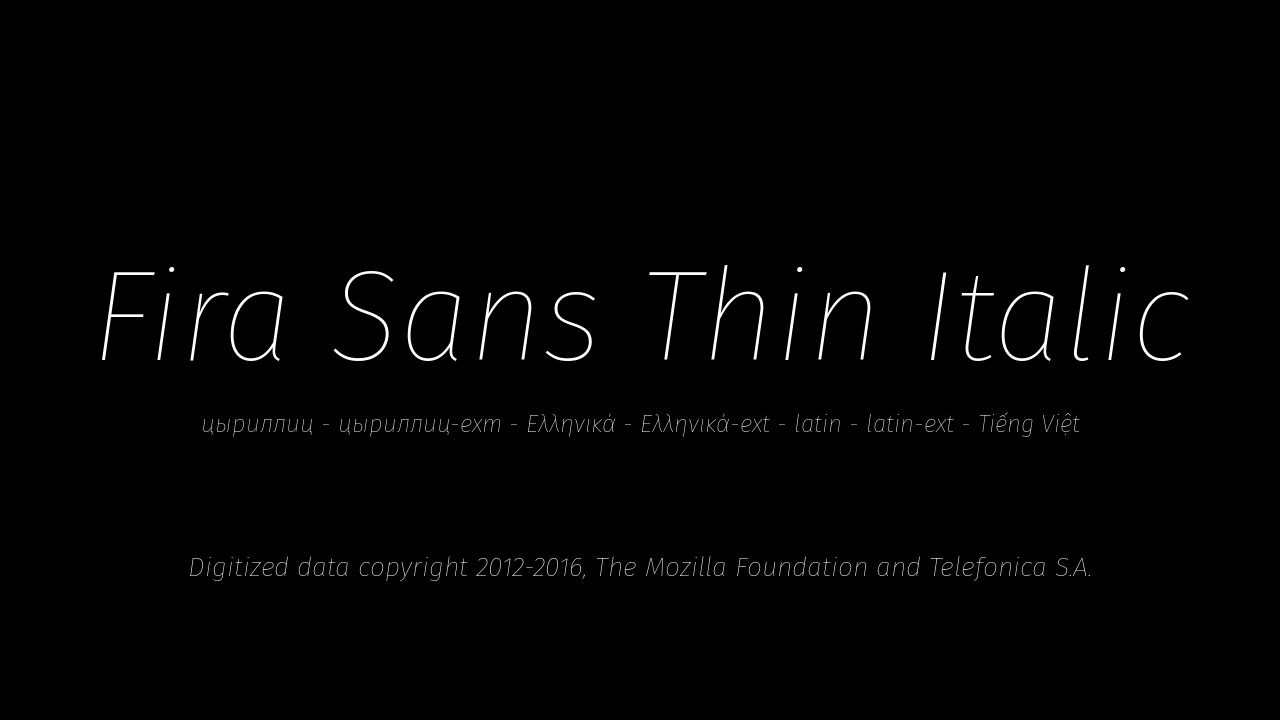 Fira Sans Thin Italic
цыриллиц - цыриллиц-ext - Ελληνικά - Ελληνικά-ext - latin - latin-ext - Tiếng Việt
Digitized data copyright 2012-2016, The Mozilla Foundation and Telefonica S.A.